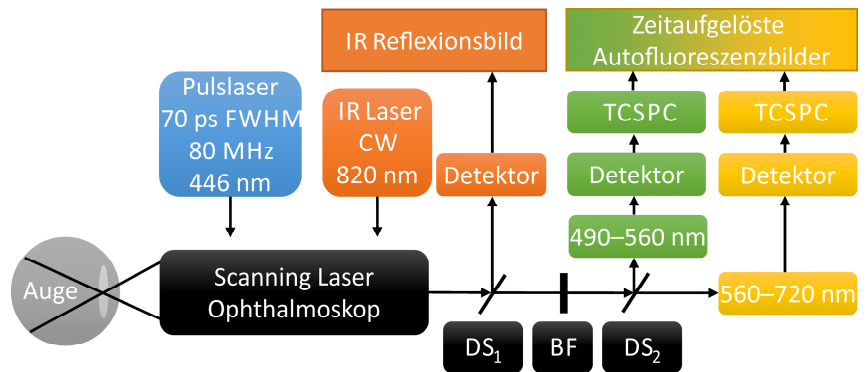 IR Reflexionsbild
Zeitaufgelöste
Autofluoreszenzbilder
Pulslaser
70 ps FWHM
80 MHz
446 nm
IR Laser
CW
820 nm
TCSPC
TCSPC
Detektor
Detektor
Detektor
490–560 nm
Auge
Scanning Laser
Ophthalmoskop
560–720 nm
DS1
BF
DS2